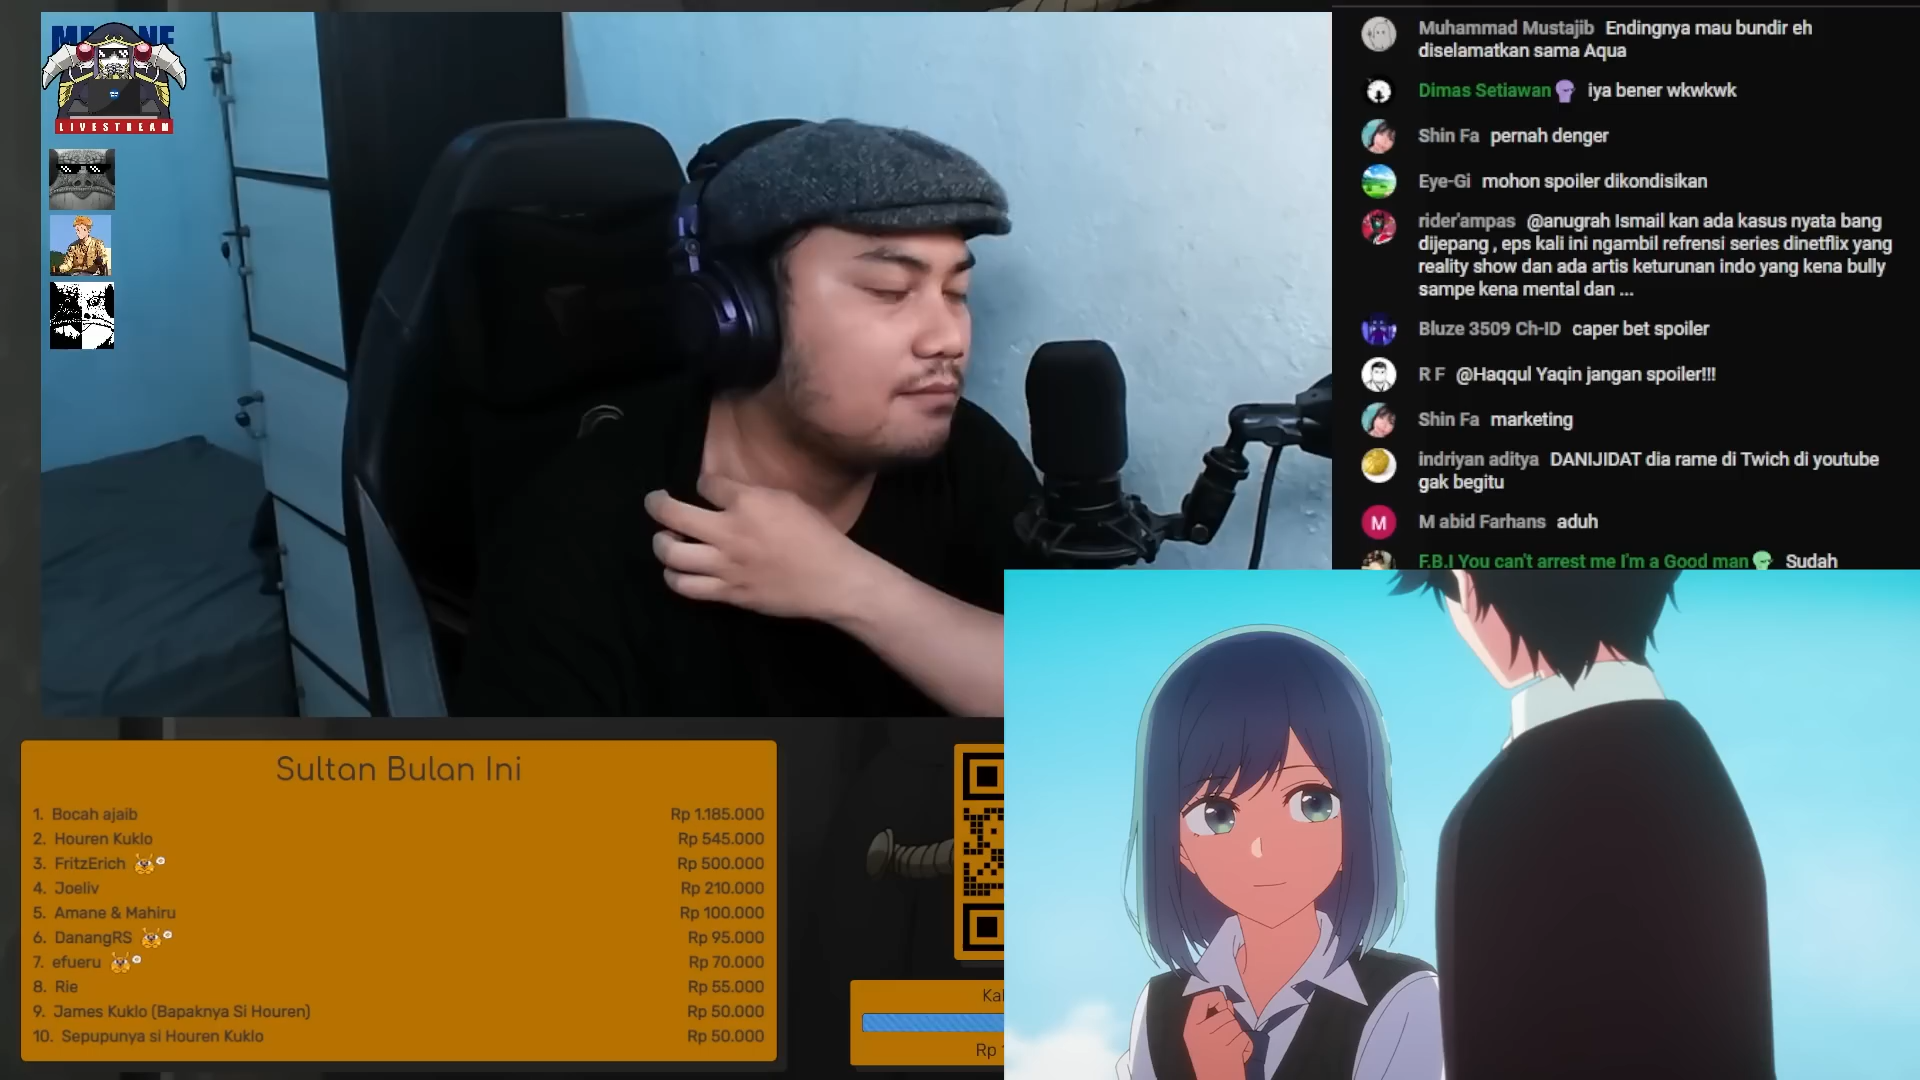 LIVESTREAM
Muhammad Mustajib Endingnya mau bundir eh
diselamatkan sama Aqua
Dimas Setiawan iya bener wkwkwk
Shin Fa pernah denger
Eye-Gi mohon spoiler dikondisikan
rider'ampas @anugrah Ismail kan ada kasus nyata bang
dijepang , eps kali ini ngambil refrensi series dinetflix yang
reality show dan ada artis keturunan indo yang kena bully
sampe kena mental dan ...
Bluze 3509 Ch-ID caper bet spoiler
R F @Haqqul Yaqin jangan spoiler!!!
Shin Fa marketing
indriyan aditya DANIJIDAT dia rame di Twich di youtube
gak begitu
M M abid Farhans aduh
F.B.I You can't arrest me I'm a Good man Sudah
Sultan Bulan Ini
1. Bocah ajaib Rp 1.185.000
2. Houren Kuklo Rp 545.000
3. FritzErich Rp 500.000
4. Joeliv Rp 210.000
5. Amane & Mahiru Rp 100.000
6. DanangRS Rp 95.000
7. efueru Rp 70.000
8. Rie Rp 55.000
9. James Kuklo (Bapaknya Si Houren) Rp 50.000
10. Sepupunya si Houren Kuklo Rp 50.000
Rp